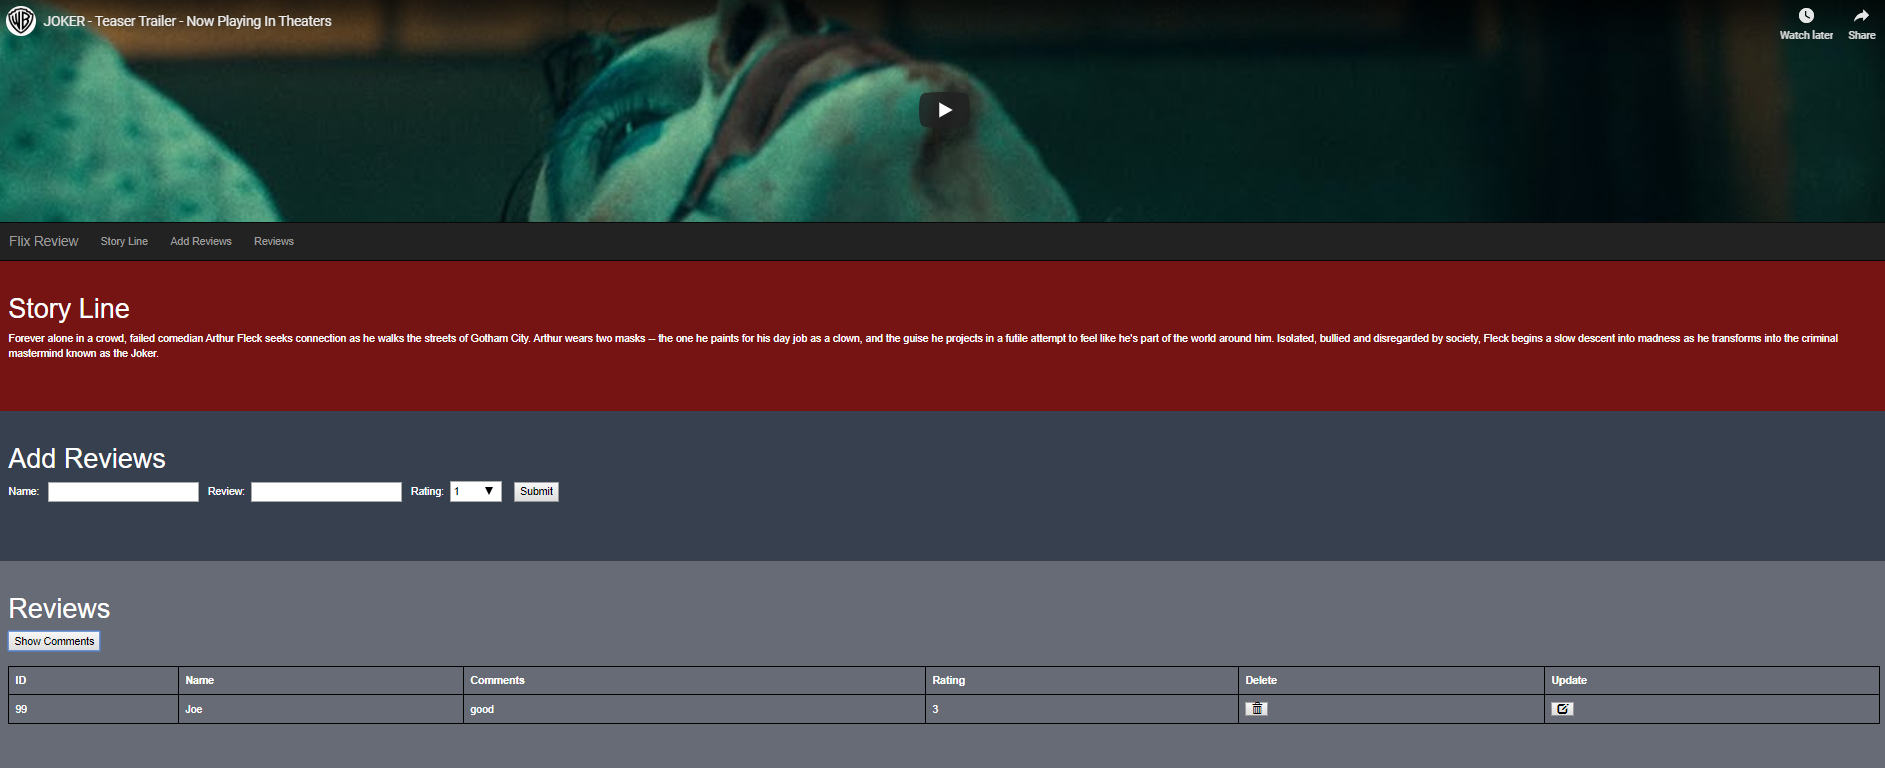 JOKER - Teaser Trailer - Now Playing In Theaters
Watch later
Share
Flix Review
Story Line
Add Reviews
Reviews
Story Line
Forever alone in a crowd, failed comedian Arthur Fleck seeks connection as he walks the streets of Gotham City. Arthur wears two masks -- the one he paints for his day job as a clown, and the guise he projects in a futile attempt to feel like he's part of the world around him. Isolated, bullied and disregarded by society, Fleck begins a slow descent into madness as he transforms into the criminal
mastermind known as the Joker.
Add Reviews
Name:
Review:
Rating:
1
Submit
Reviews
Show Comments
ID Name Comments Rating Delete Update
99 Joe good 3